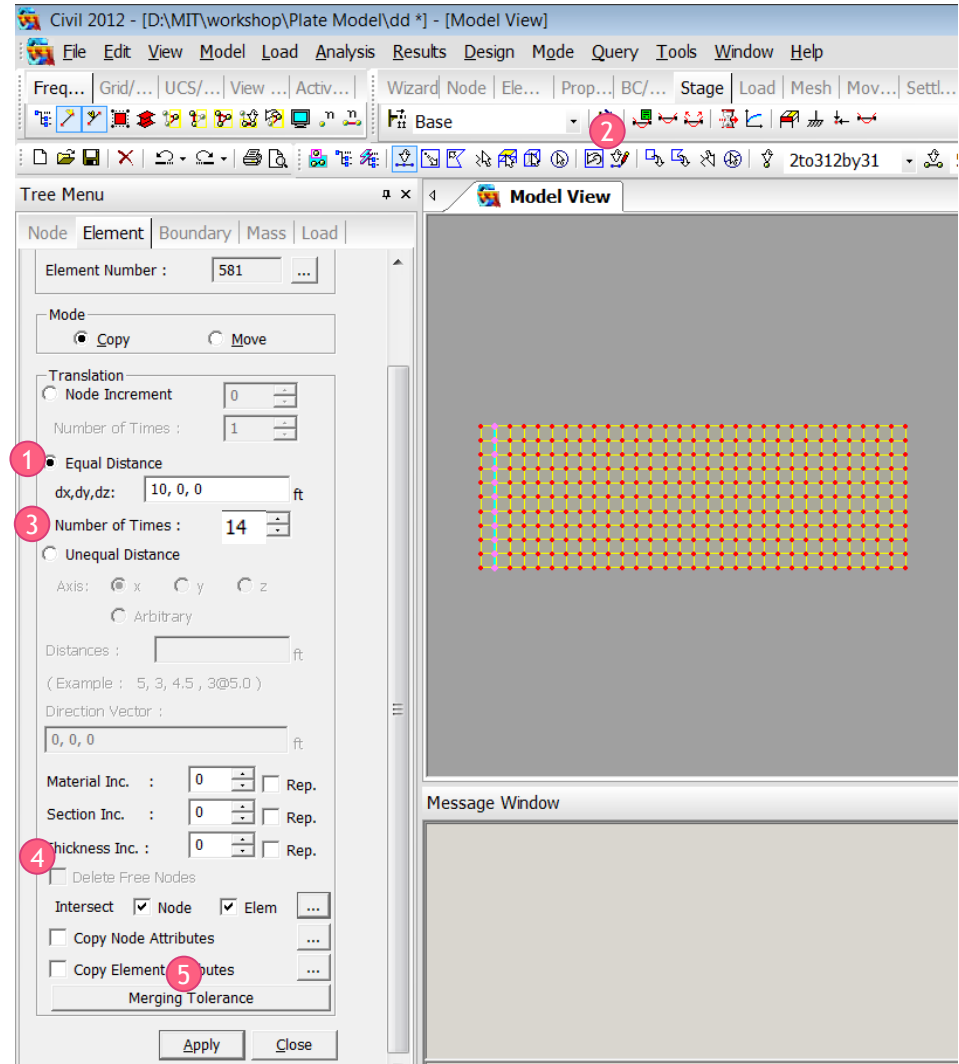 Civil 2012 - [D:\MIT\workshop\Plate Model\dd *] - [Model View]
File Edit View Model Load Analysis Results Design Mode Query Tools Window Help
Freq... Grid/... UCS/... View ... Activ... Wizard Node Ele... Prop... BC/... Stage Load Mesh Mov... Settl...
Base
2
2to312by31
Tree Menu
Model View
Node Element Boundary Mass Load
Element Number : 581 ...
Mode
Copy Move
Translation
Node Increment 0
Number of Times : 1
1 Equal Distance
dx,dy,dz: 10, 0, 0 ft
3 Number of Times : 14
Unequal Distance
Axis: x y z
Arbitrary
Distances : ft
( Example : 5, 3, 4.5 , 3@5.0 )
Direction Vector :
0, 0, 0 ft
Material Inc. : 0 Rep.
Section Inc. : 0 Rep.
Thickness Inc. : 0 Rep.
4
Delete Free Nodes
Intersect Node Elem ...
Copy Node Attributes ...
Copy Element 5 butes ...
Merging Tolerance
Apply Close
Message Window